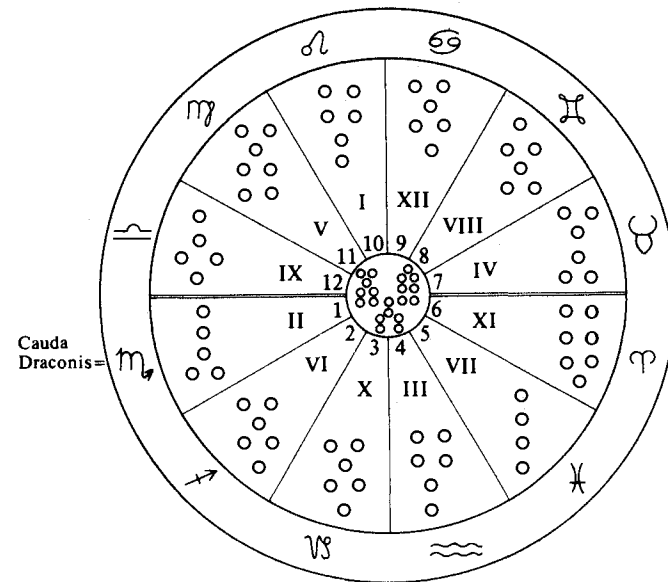 ♌ ♋
♍ ♊
I XII
V VIII
♎ ♉
10 9
11 8
IX 12 7 IV
II 1 6 XI
2 5
3 4
Cauda
Draconis= ♏ ♈
VI VII
X III
♐ ♓
♑ ♒